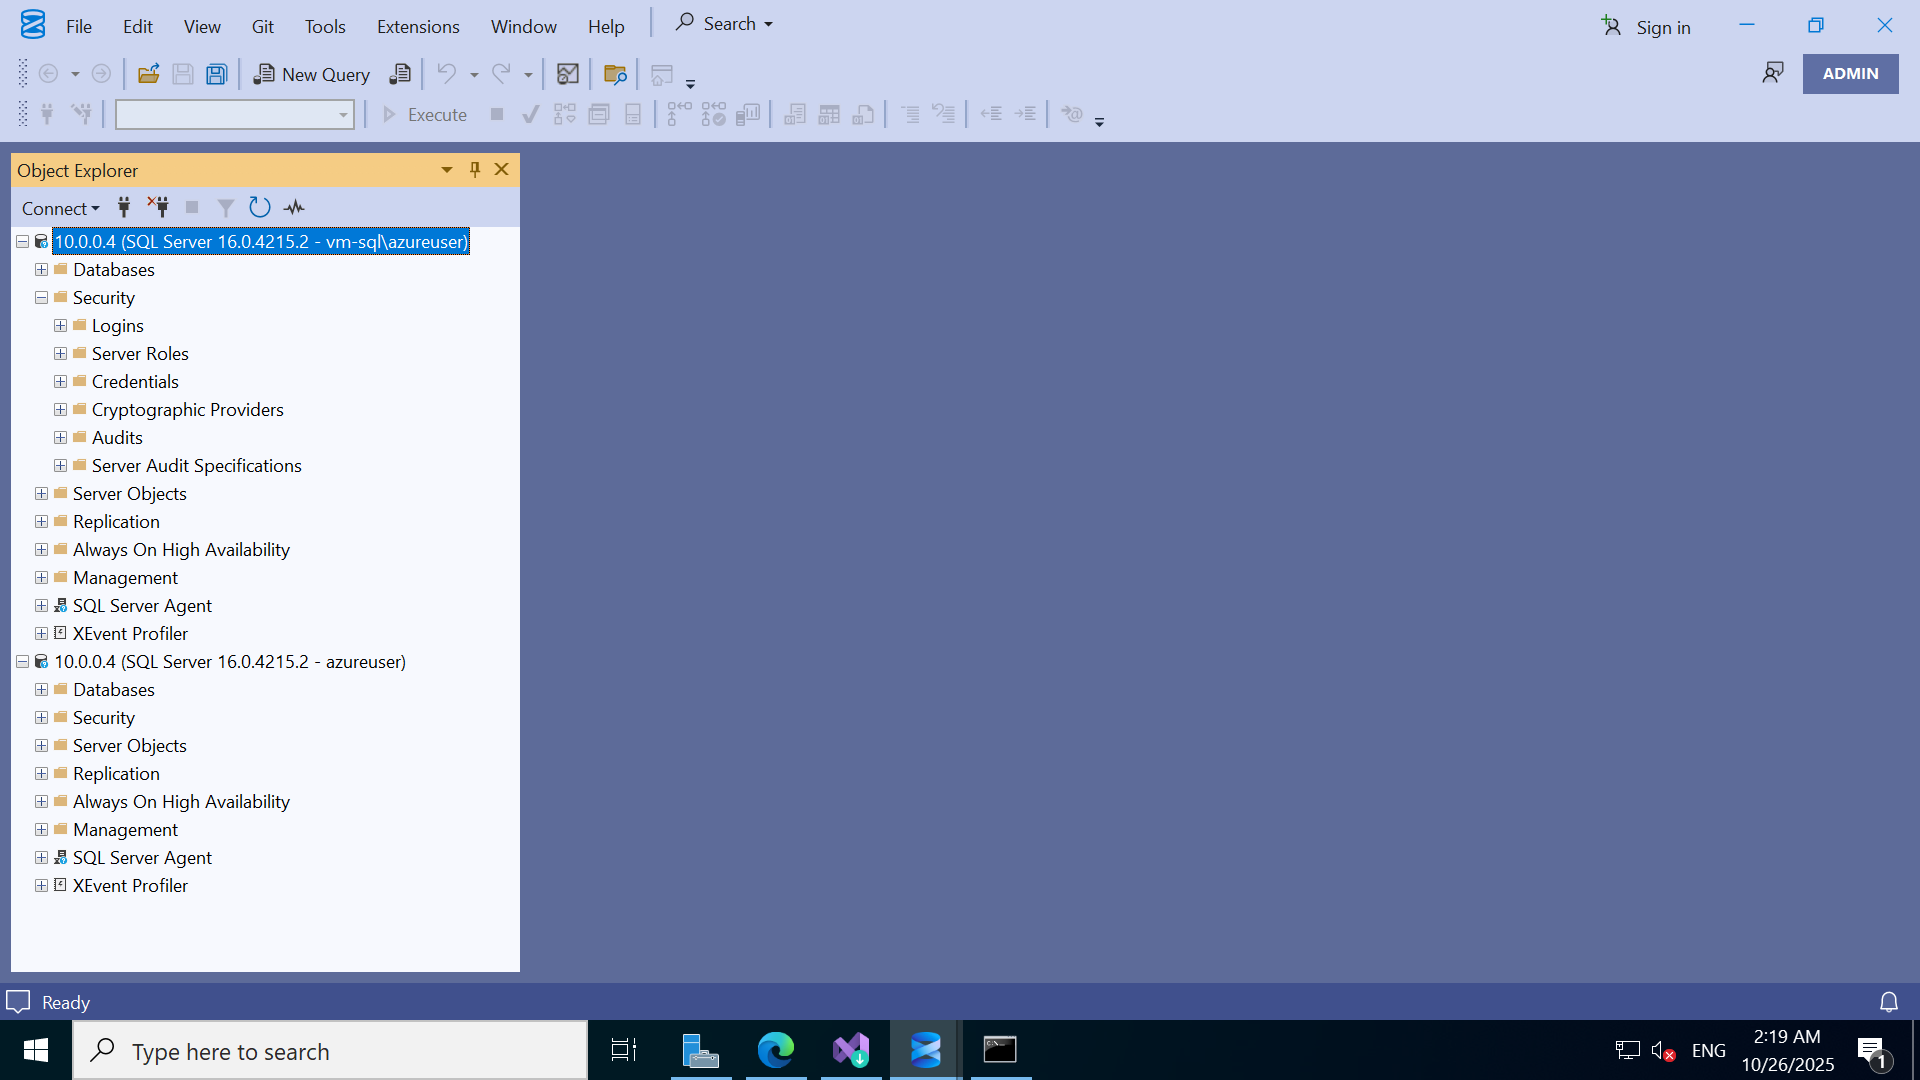 File Edit View Git Tools Extensions Window Help Search Sign in
New Query ADMIN
Execute
Object Explorer
Connect
10.0.0.4 (SQL Server 16.0.4215.2 - vm-sql\azureuser)
Databases
Security
Logins
Server Roles
Credentials
Cryptographic Providers
Audits
Server Audit Specifications
Server Objects
Replication
Always On High Availability
Management
SQL Server Agent
XEvent Profiler
10.0.0.4 (SQL Server 16.0.4215.2 - azureuser)
Databases
Security
Server Objects
Replication
Always On High Availability
Management
SQL Server Agent
XEvent Profiler
Ready
Type here to search
ENG
2:19 AM
10/26/2025
1